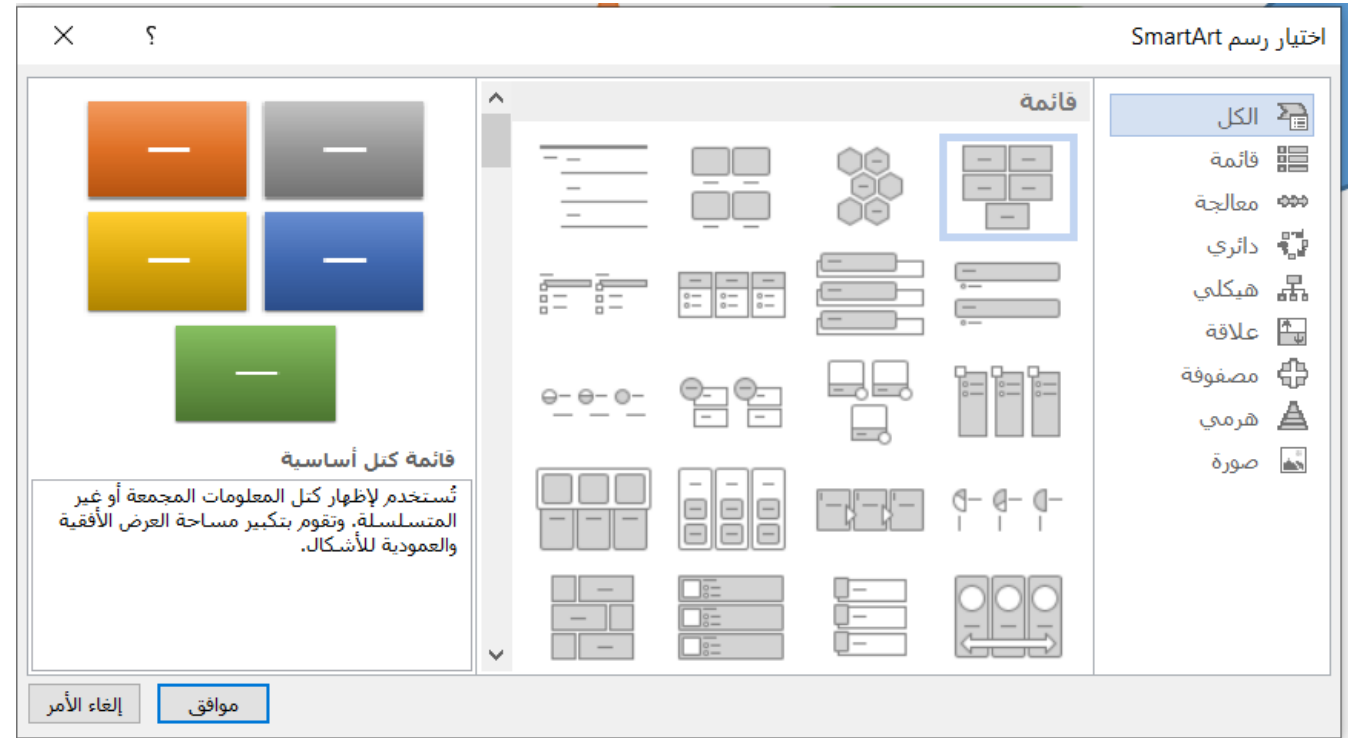 اختيار رسم SmartArt
؟
الكل
قائمة
معالجة
دائري
هيكلي
علاقة
مصفوفة
هرمي
صورة
قائمة
قائمة كتل أساسية
تُستخدم لإظهار كتل المعلومات المجمعة أو غير
المتسلسلة. وتقوم بتكبير مساحة العرض الأفقية
والعمودية للأشكال.
موافق
إلغاء الأمر